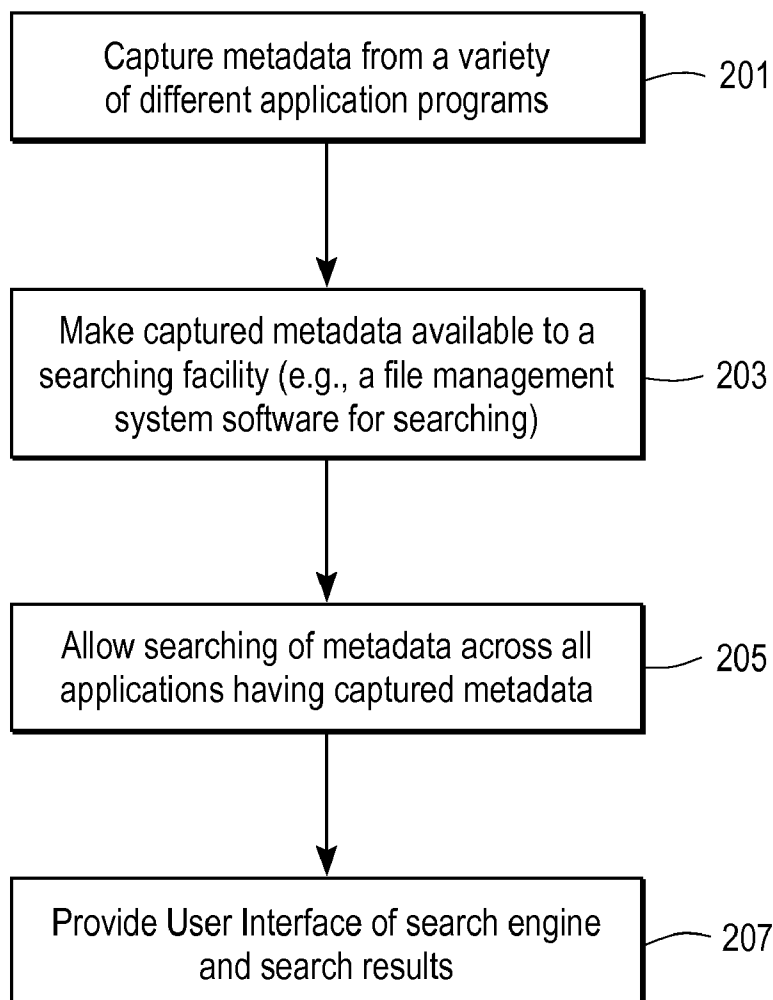 Capture metadata from a variety
of different application programs
201
Make captured metadata available to a
searching facility (e.g., a file management
system software for searching)
203
Allow searching of metadata across all
applications having captured metadata
205
Provide User Interface of search engine
and search results
207